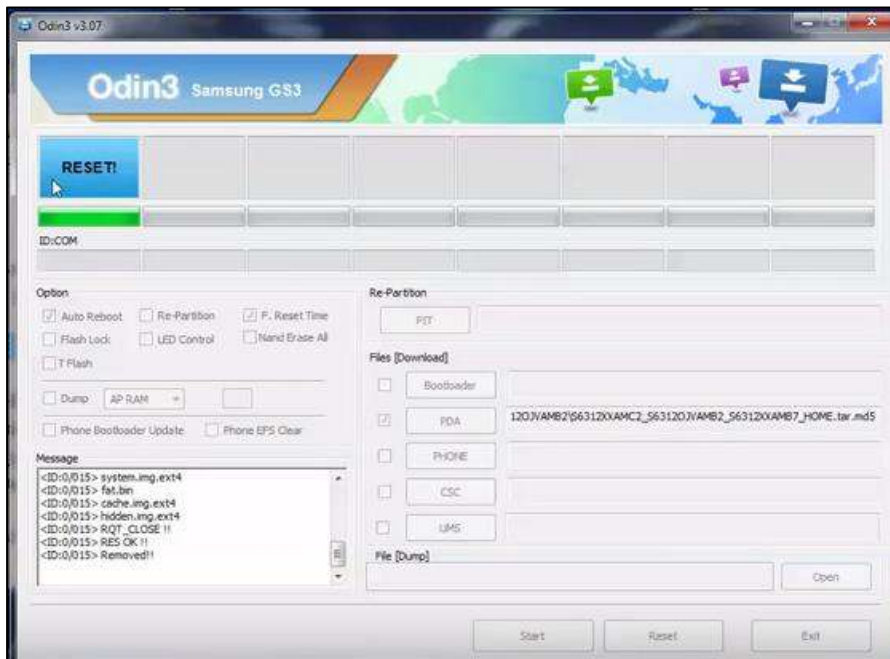 Odin3 v3.07
Odin3 Samsung GS3
RESET!
ID:COM
Option
Auto Reboot Re-Partition F. Reset Time
Flash Lock LED Control Nand Erase All
T Flash
Dump AP RAM
Phone Bootloader Update Phone EFS Clear
Message
<ID:0/015> system.img.ext4
<ID:0/015> fat.bin
<ID:0/015> cache.img.ext4
<ID:0/015> hidden.img.ext4
<ID:0/015> RQT_CLOSE !!
<ID:0/015> RES OK !!
<ID:0/015> Removed!!
Re-Partition
PIT
Files [Download]
Bootloader
PDA 12OJVAMB2\S6312XXAMC2_S6312OJVAMB2_S6312XXAMB7_HOME.tar.md5
PHONE
CSC
UMS
File [Dump]
Open
Start Reset Exit